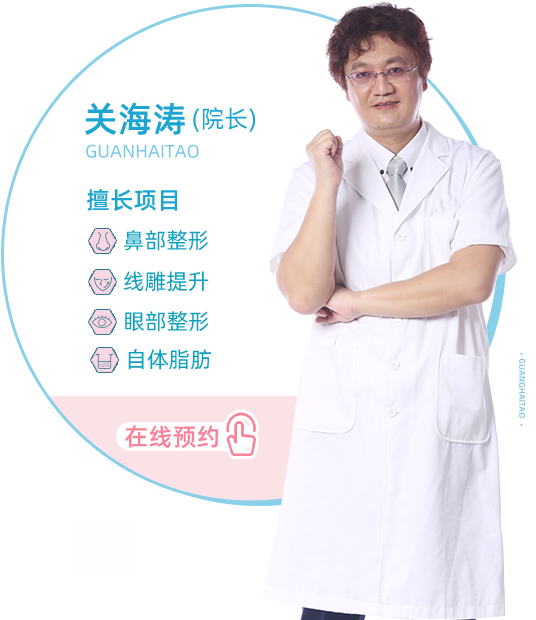 关海涛(院长)
GUANHAITAO
擅长项目
鼻部整形
线雕提升
眼部整形
自体脂肪
在线预约
· GUANGHAITAO ·